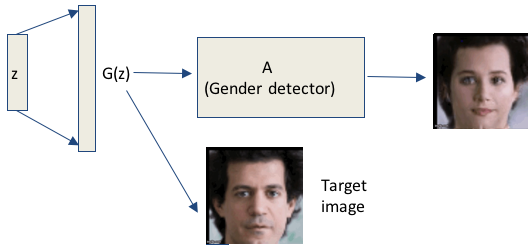 z
G(z)
A
(Gender detector)
Target
image